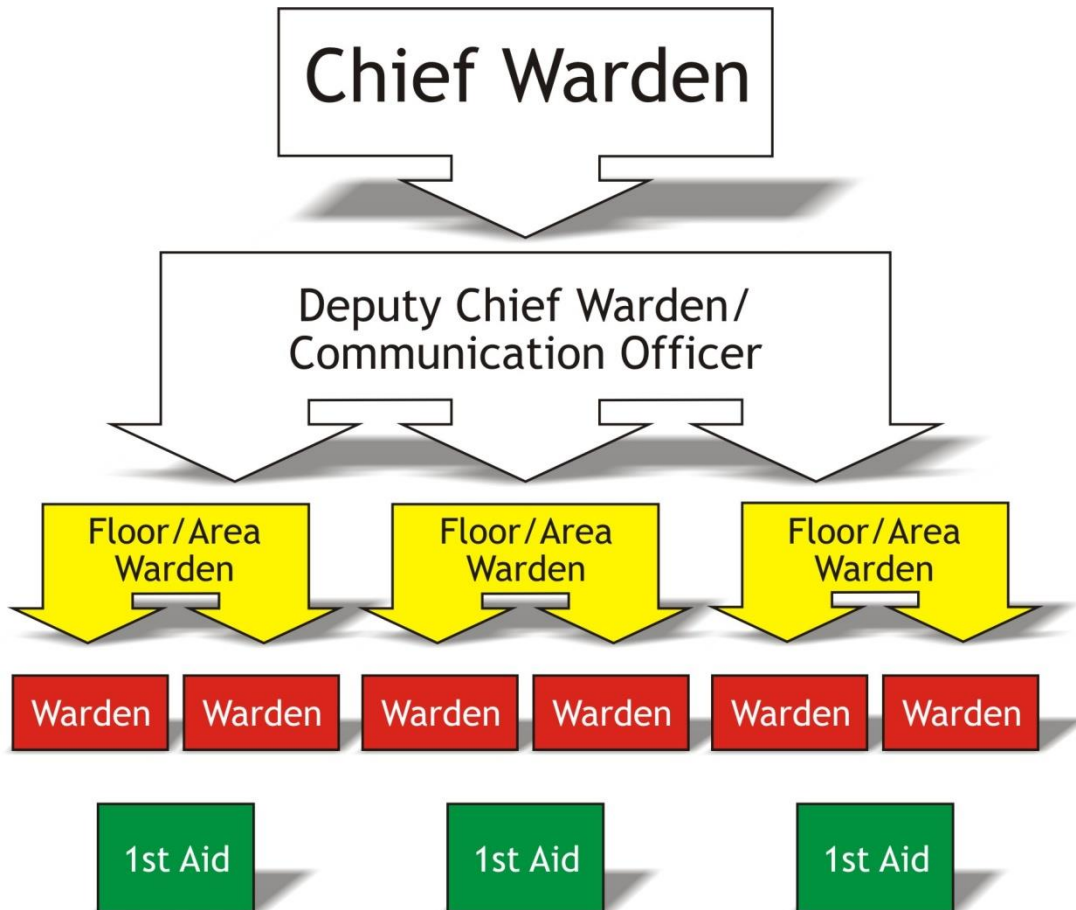 Chief Warden
Deputy Chief Warden/
Communication Officer
Floor/Area
Warden
Floor/Area
Warden
Floor/Area
Warden
Warden
Warden
Warden
Warden
Warden
Warden
1st Aid
1st Aid
1st Aid